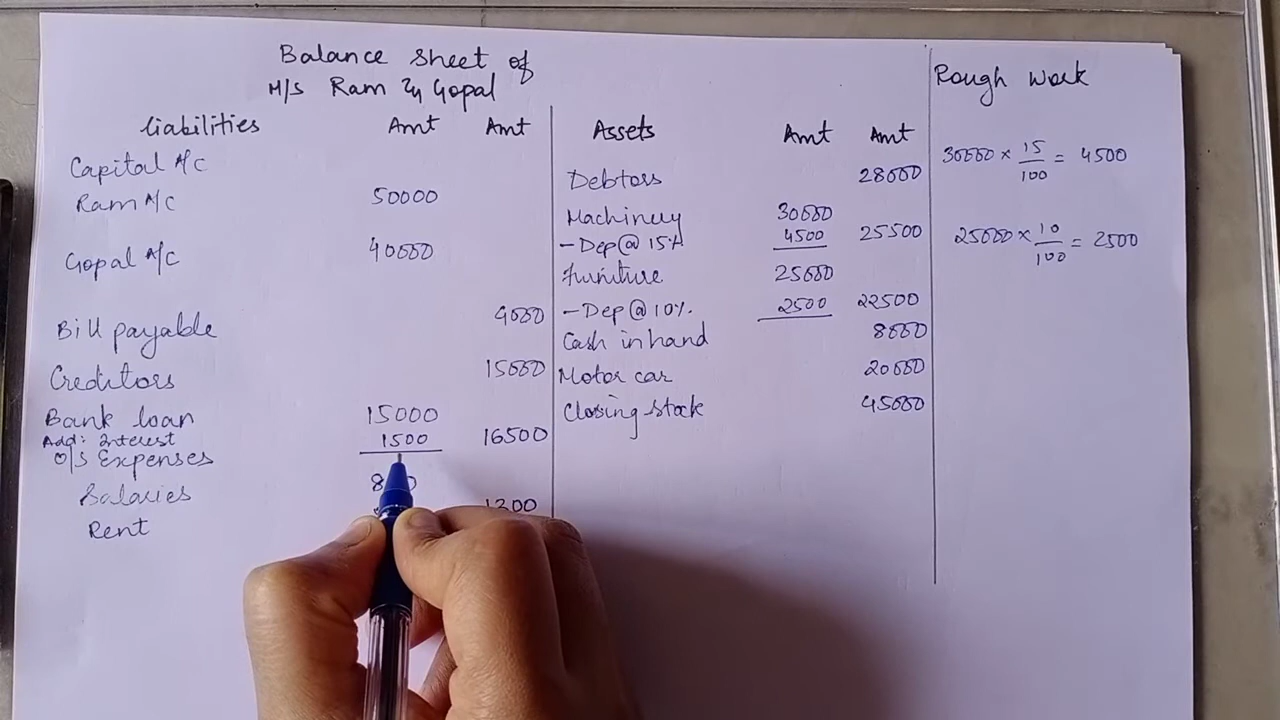 Balance Sheet of
M/S Ram & Gopal
Rough Work
Liabilities Amt Amt Assets Amt Amt
Capital A/C
Ram A/C 50000
Gopal A/C 40000
Bill payable 9000
Creditors 15000
Bank loan 15000
Add: Interest 1500 16500
O/S Expenses
Salaries
Rent 1200
Debtors 28000
Machinery 30000
-Dep@15% 4500 25500
Furniture 25000
-Dep@10%. 2500 22500
Cash in hand 8000
Motor car 20000
Closing stock 45000
30000 × 15/100 = 4500
25000 × 10/100 = 2500